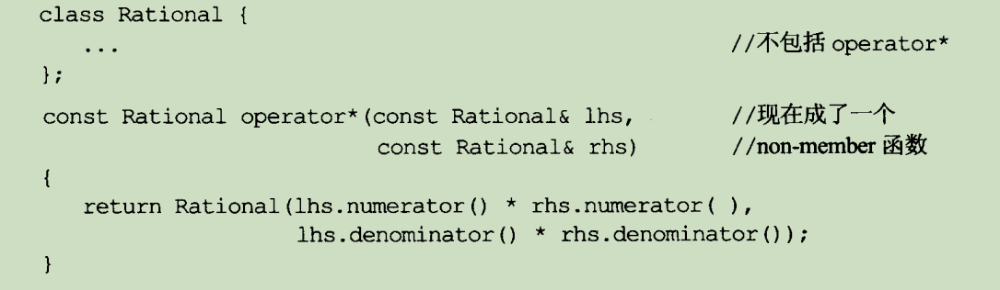 class Rational {
    ...                                        //不包括 operator*
};
const Rational operator*(const Rational& lhs,  //现在成了一个
                         const Rational& rhs)  //non-member 函数
{
    return Rational(lhs.numerator() * rhs.numerator( ),
                    lhs.denominator() * rhs.denominator());
}